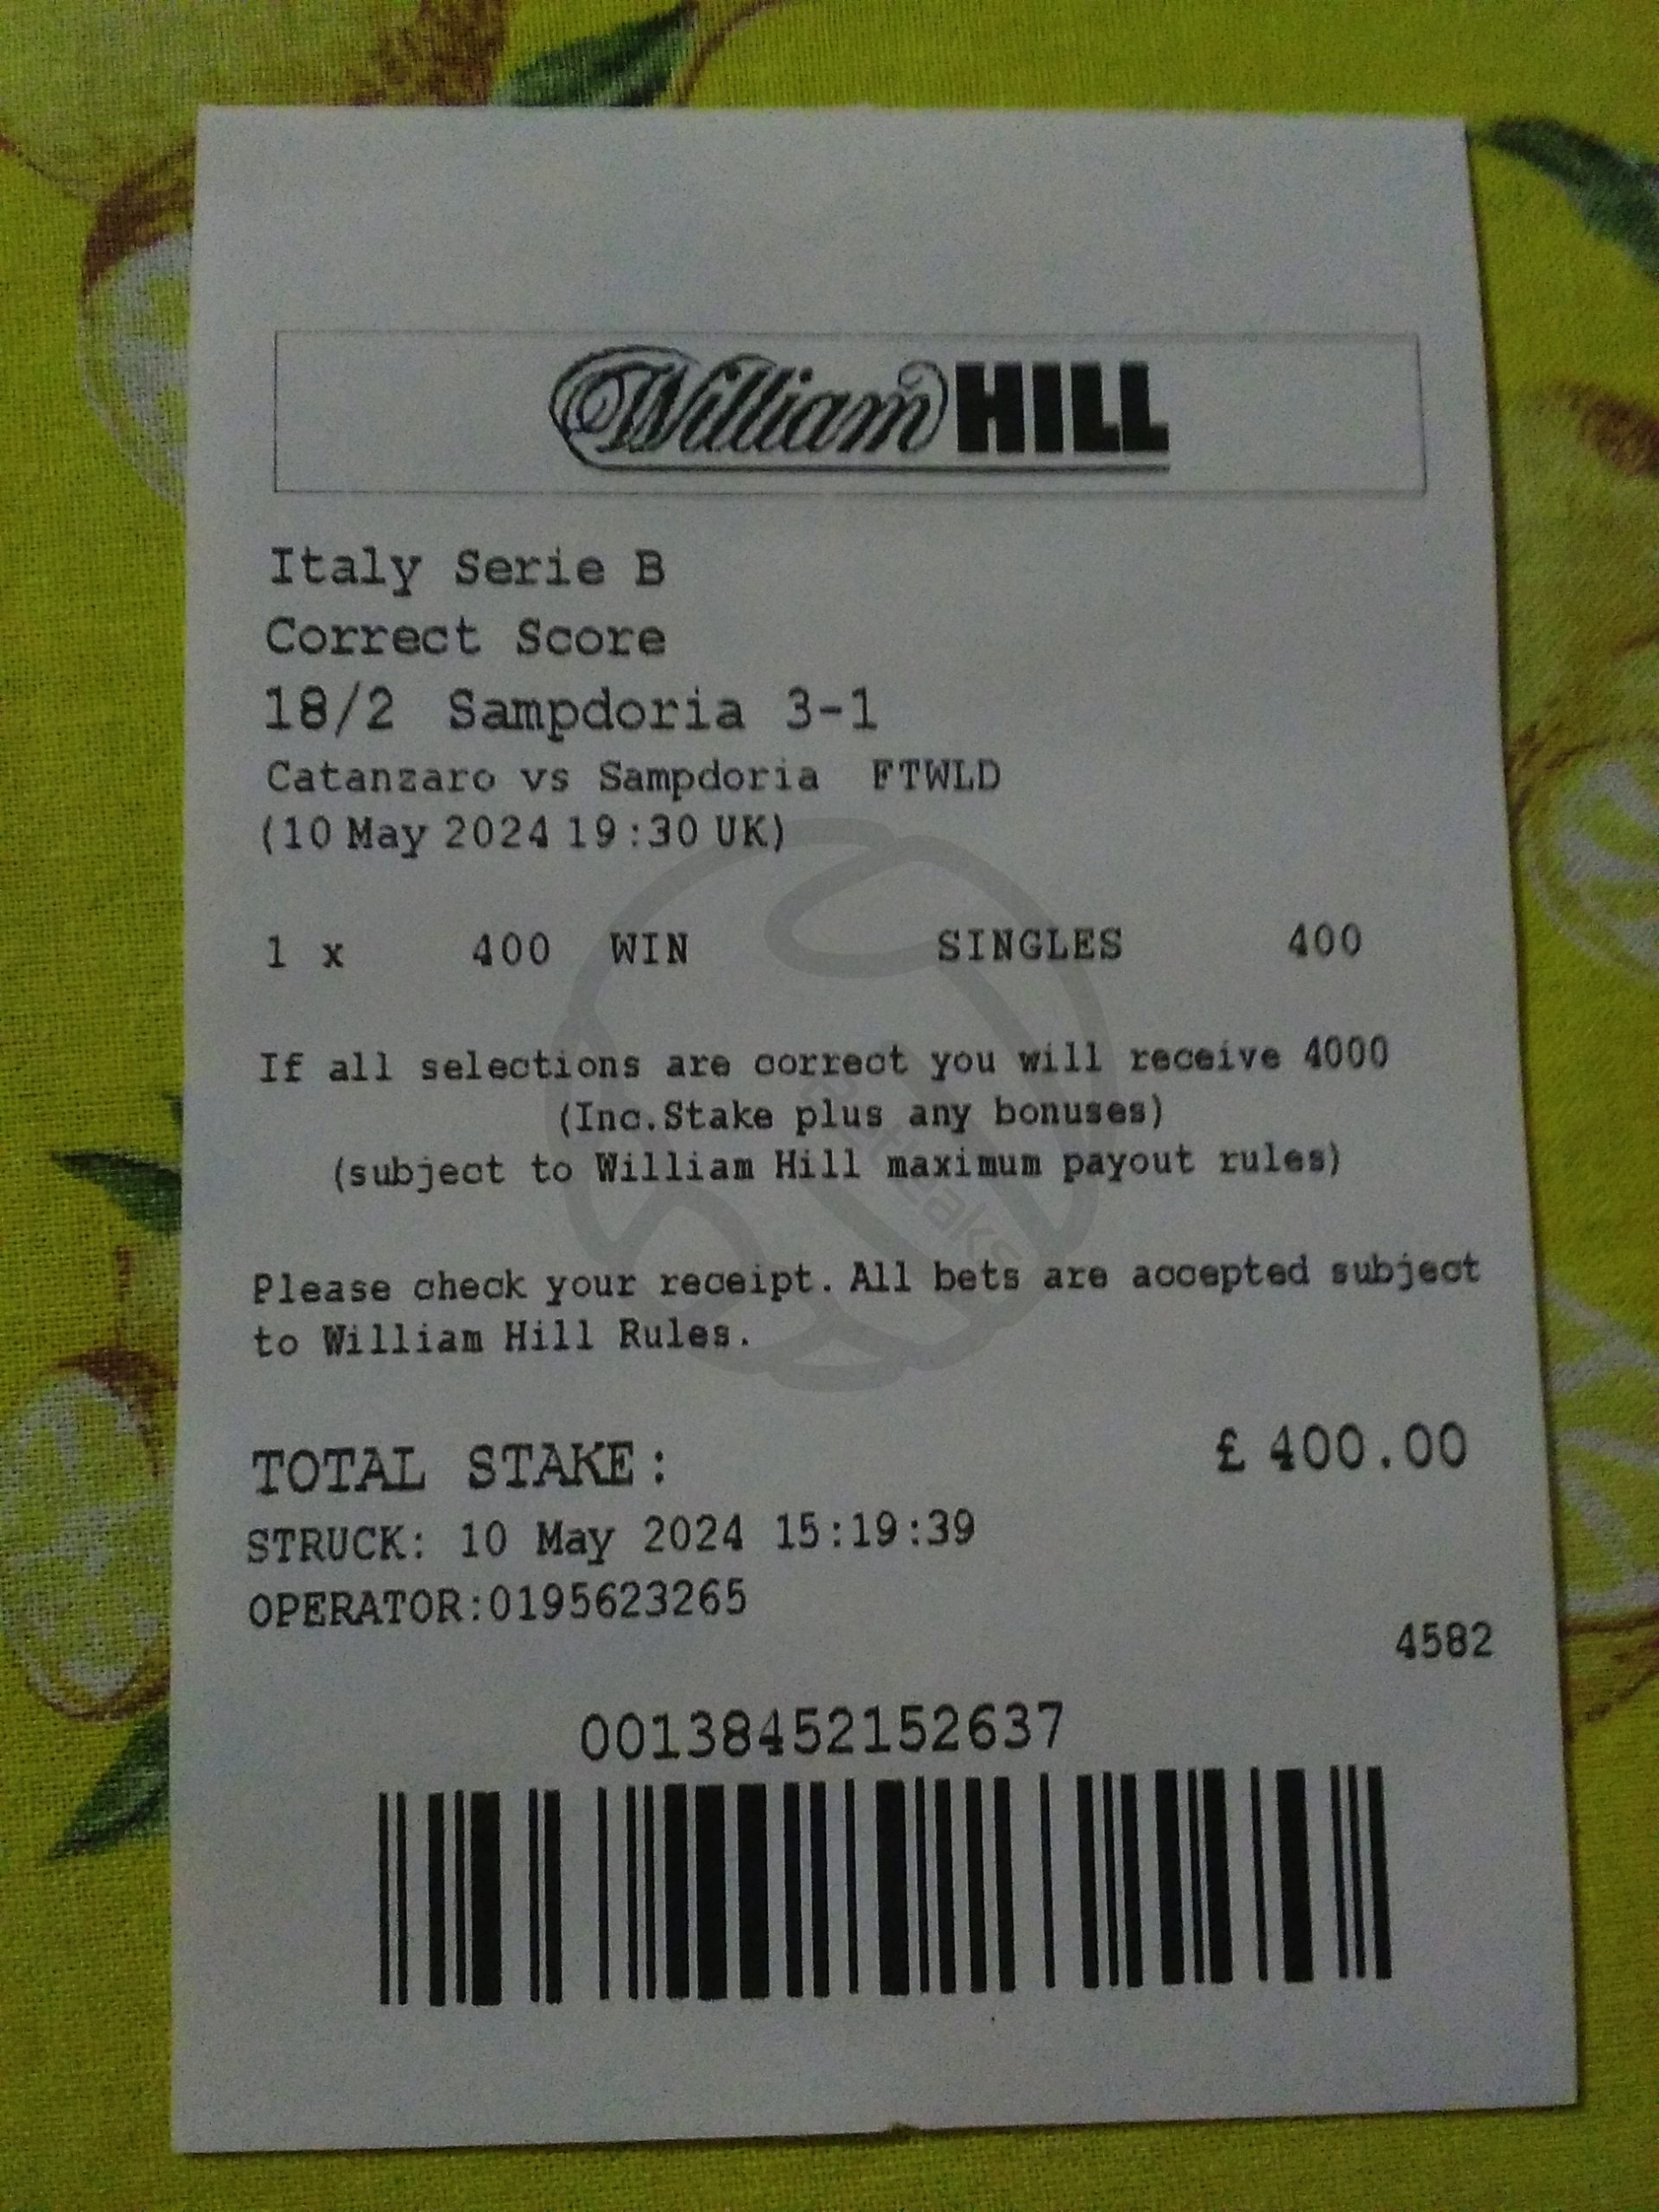 William HILL
Italy Serie B
Correct Score
18/2 Sampdoria 3-1
Catanzaro vs Sampdoria FTWLD
(10 May 2024 19:30 UK)
1 x 400 WIN SINGLES 400
If all selections are correct you will receive 4000
(Inc.Stake plus any bonuses)
(subject to William Hill maximum payout rules)
Please check your receipt. All bets are accepted subject
to William Hill Rules.
TOTAL STAKE: £ 400.00
STRUCK: 10 May 2024 15:19:39
OPERATOR:0195623265
4582
00138452152637